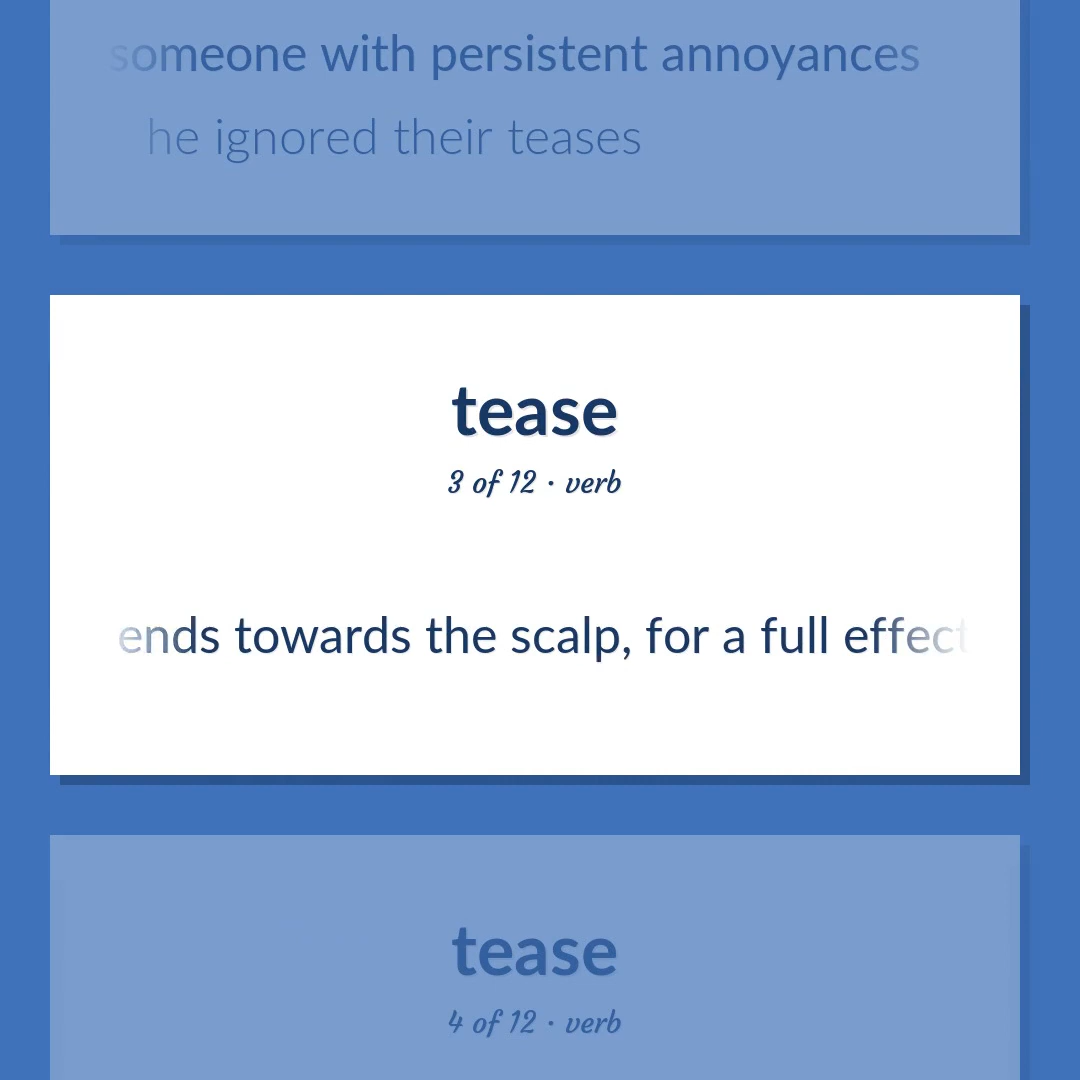 someone with persistent annoyances
he ignored their teases
tease
3 of 12 · verb
ends towards the scalp, for a full effect
tease
4 of 12 · verb